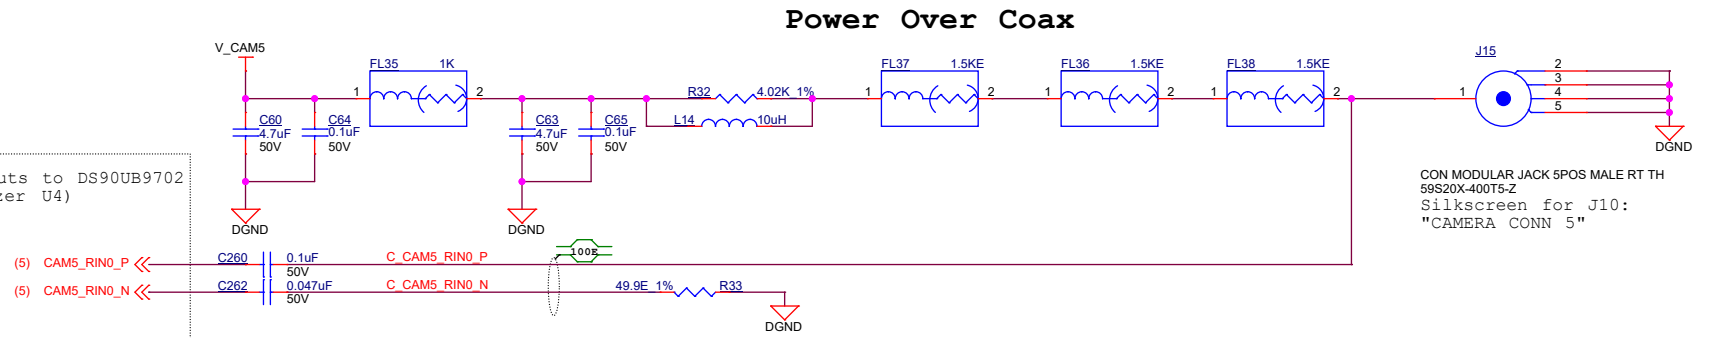 Power Over Coax
V_CAM5
FL35 1K
1 2
C60
4.7uF
50V
C64
0.1uF
50V
DGND
C63
4.7uF
50V
C65
0.1uF
50V
DGND
R32 4.02K_1%
L14 10uH
FL37 1.5KE
1 2
FL36 1.5KE
1 2
FL38 1.5KE
1 2
J15
1
2
3
4
5
DGND
CON MODULAR JACK 5POS MALE RT TH
59S20X-400T5-Z
Silkscreen for J10:
"CAMERA CONN 5"
uts to DS90UB9702
zer U4)
(5) CAM5_RIN0_P
C260 0.1uF
50V
C_CAM5_RIN0_P
100E
(5) CAM5_RIN0_N
C262 0.047uF
50V
C_CAM5_RIN0_N
49.9E_1% R33
DGND